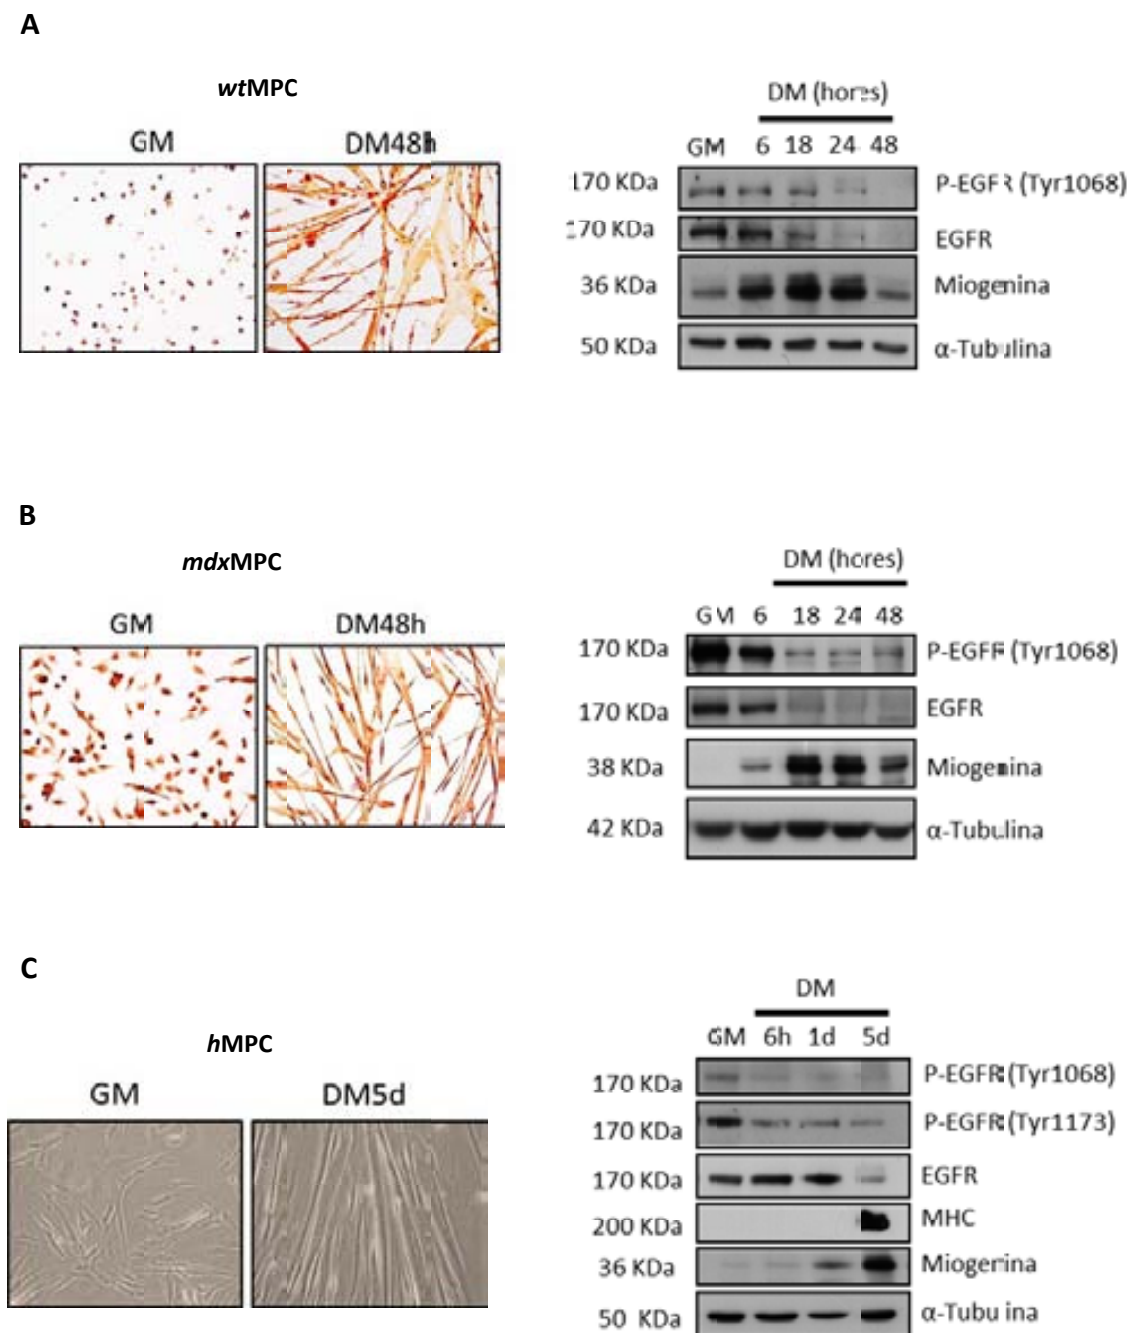 A
wtMPC
GM DM48h
DM (hores)
GM 6 18 24 48
170 KDa P-EGFR (Tyr1068)
170 KDa EGFR
36 KDa Miogenina
50 KDa α-Tubulina
B
mdxMPC
GM DM48h
DM (hores)
GM 6 18 24 48
170 KDa P-EGFR (Tyr1068)
170 KDa EGFR
38 KDa Miogenina
42 KDa α-Tubulina
C
hMPC
GM DM5d
DM
GM 6h 1d 5d
170 KDa P-EGFR (Tyr1068)
170 KDa P-EGFR (Tyr1173)
170 KDa EGFR
200 KDa MHC
36 KDa Miogenina
50 KDa α-Tubulina